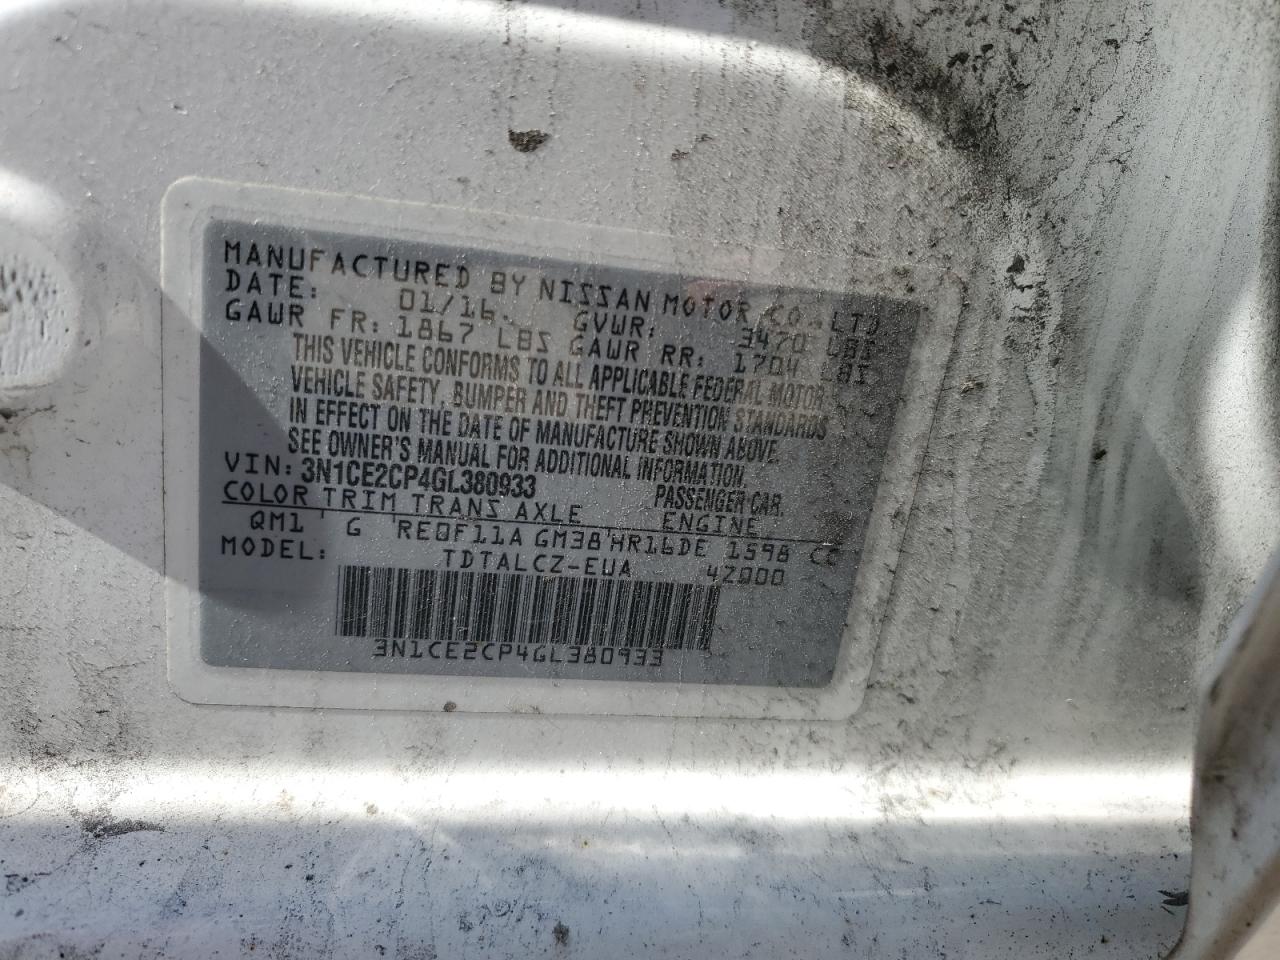 MANUFACTURED BY NISSAN MOTOR CO., LTD
DATE: 01/16. GVWR: 3470 LBS
GAWR FR: 1867 LBS GAWR RR: 1704 LBS
THIS VEHICLE CONFORMS TO ALL APPLICABLE FEDERAL MOTOR
VEHICLE SAFETY, BUMPER AND THEFT PREVENTION STANDARDS
IN EFFECT ON THE DATE OF MANUFACTURE SHOWN ABOVE.
SEE OWNER'S MANUAL FOR ADDITIONAL INFORMATION.
VIN: 3N1CE2CP4GL380933 PASSENGER CAR.
COLOR TRIM TRANS AXLE ENGINE
QM1 G RE0F11A GM38 HR16DE 1598 CC
MODEL: TDTALCZ-EUA 42000
3N1CE2CP4GL380933